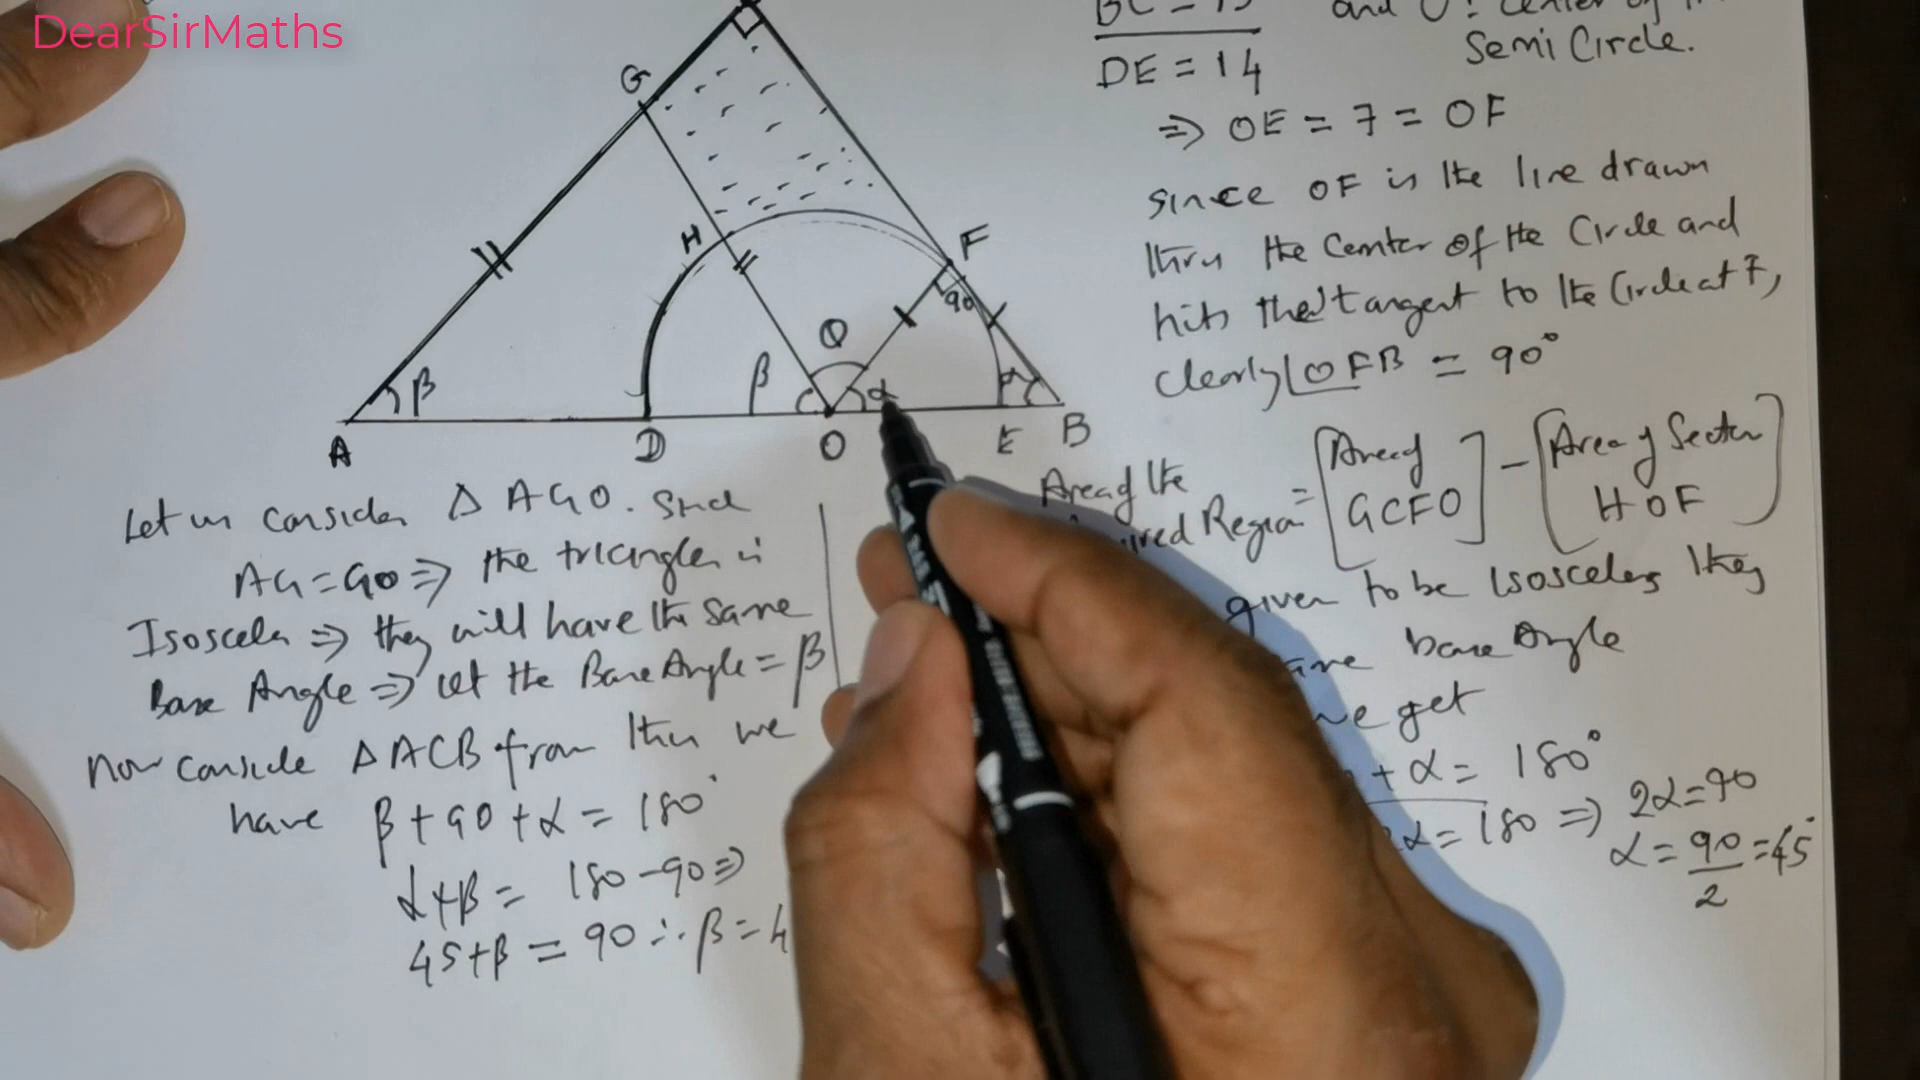 DearSirMaths
DE = 14
Semi Circle.
⇒ OE = 7 = OF
since OF is the line drawn
thru the Center of the Circle and
hits the tangent to the Circle at F,
clearly ∠OFB = 90°
G
H
F
90
θ
β
β
α
α
A
D
O
E
B
Let us consider Δ AGO. Since
AG = GO ⇒ the triangle is
Isosceles ⇒ they will have the same
Base Angle ⇒ let the Base Angle = β
Now conside ΔACB from this we
have β + 90 + α = 180°
α + β = 180 - 90 ⇒
45 + β = 90 ∴ β = 4
Area of the
Region = [Area of GCFO] - [Area of Sector HOF]
given to be Isosceles they
base Angle
we get
+ α = 180°
α = 180 ⇒ 2α = 90
α = 90/2 = 45°